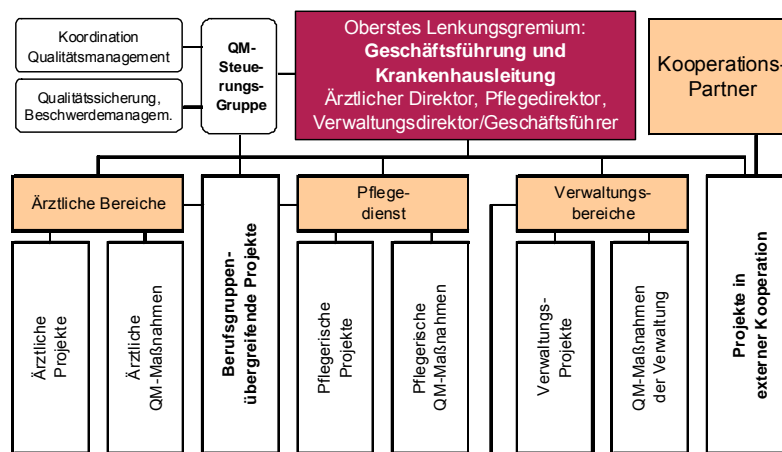 Koordination
Qualitätsmanagement
Qualitätssicherung,
Beschwerdemanagem.
QM-
Steue-
rungs-
Gruppe
Oberstes Lenkungsgremium:
Geschäftsführung und
Krankenhausleitung
Ärztlicher Direktor, Pflegedirektor,
Verwaltungsdirektor/Geschäftsführer
Kooperations-
Partner
Ärztliche Bereiche
Pflege-
dienst
Verwaltungs-
bereiche
Ärztliche
Projekte
Ärztliche
QM-Maßnahmen
Berufsgruppen-
übergreifende Projekte
Pflegerische
Projekte
Pflegerische
QM-Maßnahmen
Verwaltungs-
Projekte
QM-Maßnahmen
der Verwaltung
Projekte in
externer Kooperation